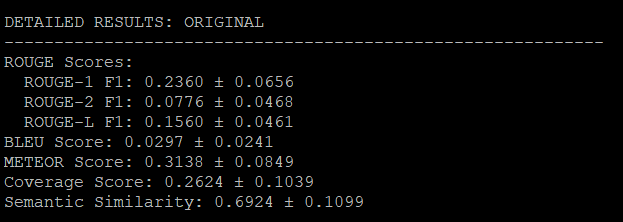 DETAILED RESULTS: ORIGINAL
------------------------------------------------------------
ROUGE Scores:
  ROUGE-1 F1: 0.2360 ± 0.0656
  ROUGE-2 F1: 0.0776 ± 0.0468
  ROUGE-L F1: 0.1560 ± 0.0461
BLEU Score: 0.0297 ± 0.0241
METEOR Score: 0.3138 ± 0.0849
Coverage Score: 0.2624 ± 0.1039
Semantic Similarity: 0.6924 ± 0.1099